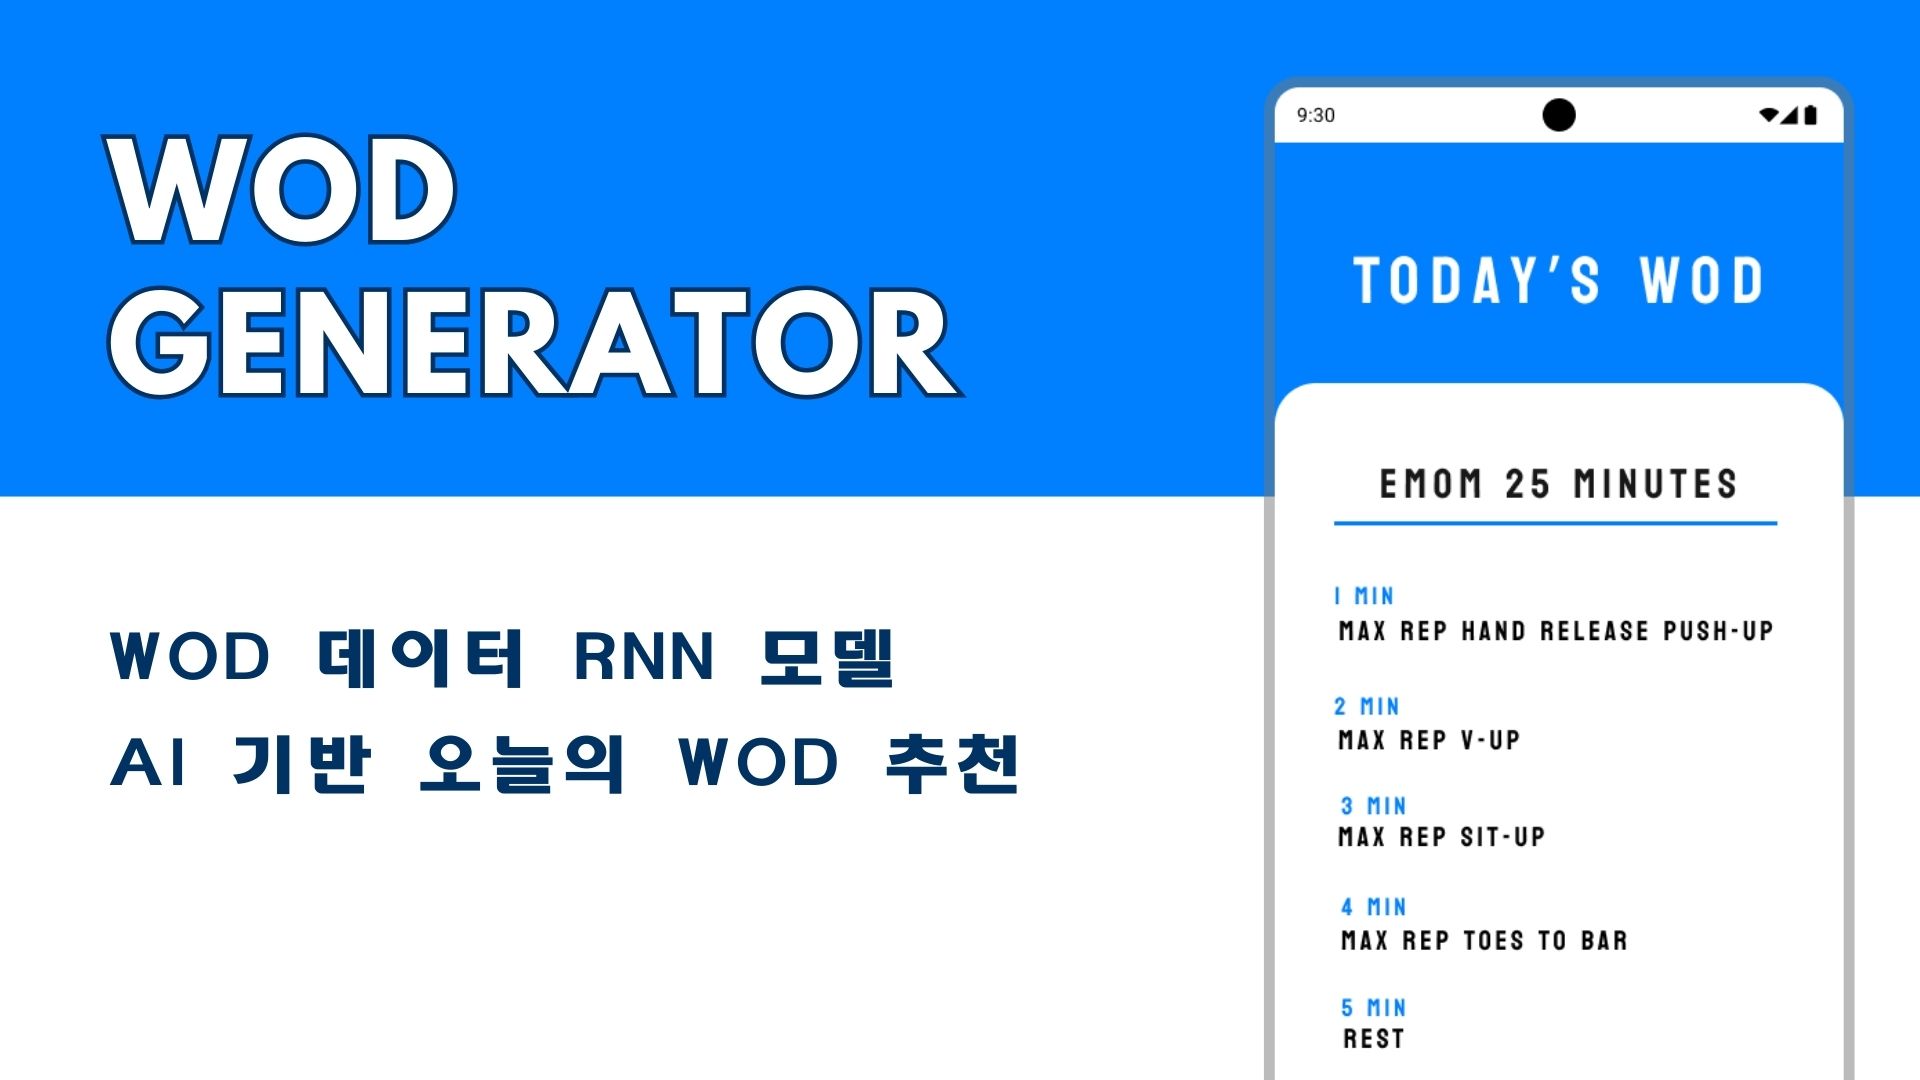 WOD
GENERATOR
WOD 데이터 RNN 모델
AI 기반 오늘의 WOD 추천
9:30
TODAY'S WOD
EMOM 25 MINUTES
1 MIN
MAX REP HAND RELEASE PUSH-UP
2 MIN
MAX REP V-UP
3 MIN
MAX REP SIT-UP
4 MIN
MAX REP TOES TO BAR
5 MIN
REST